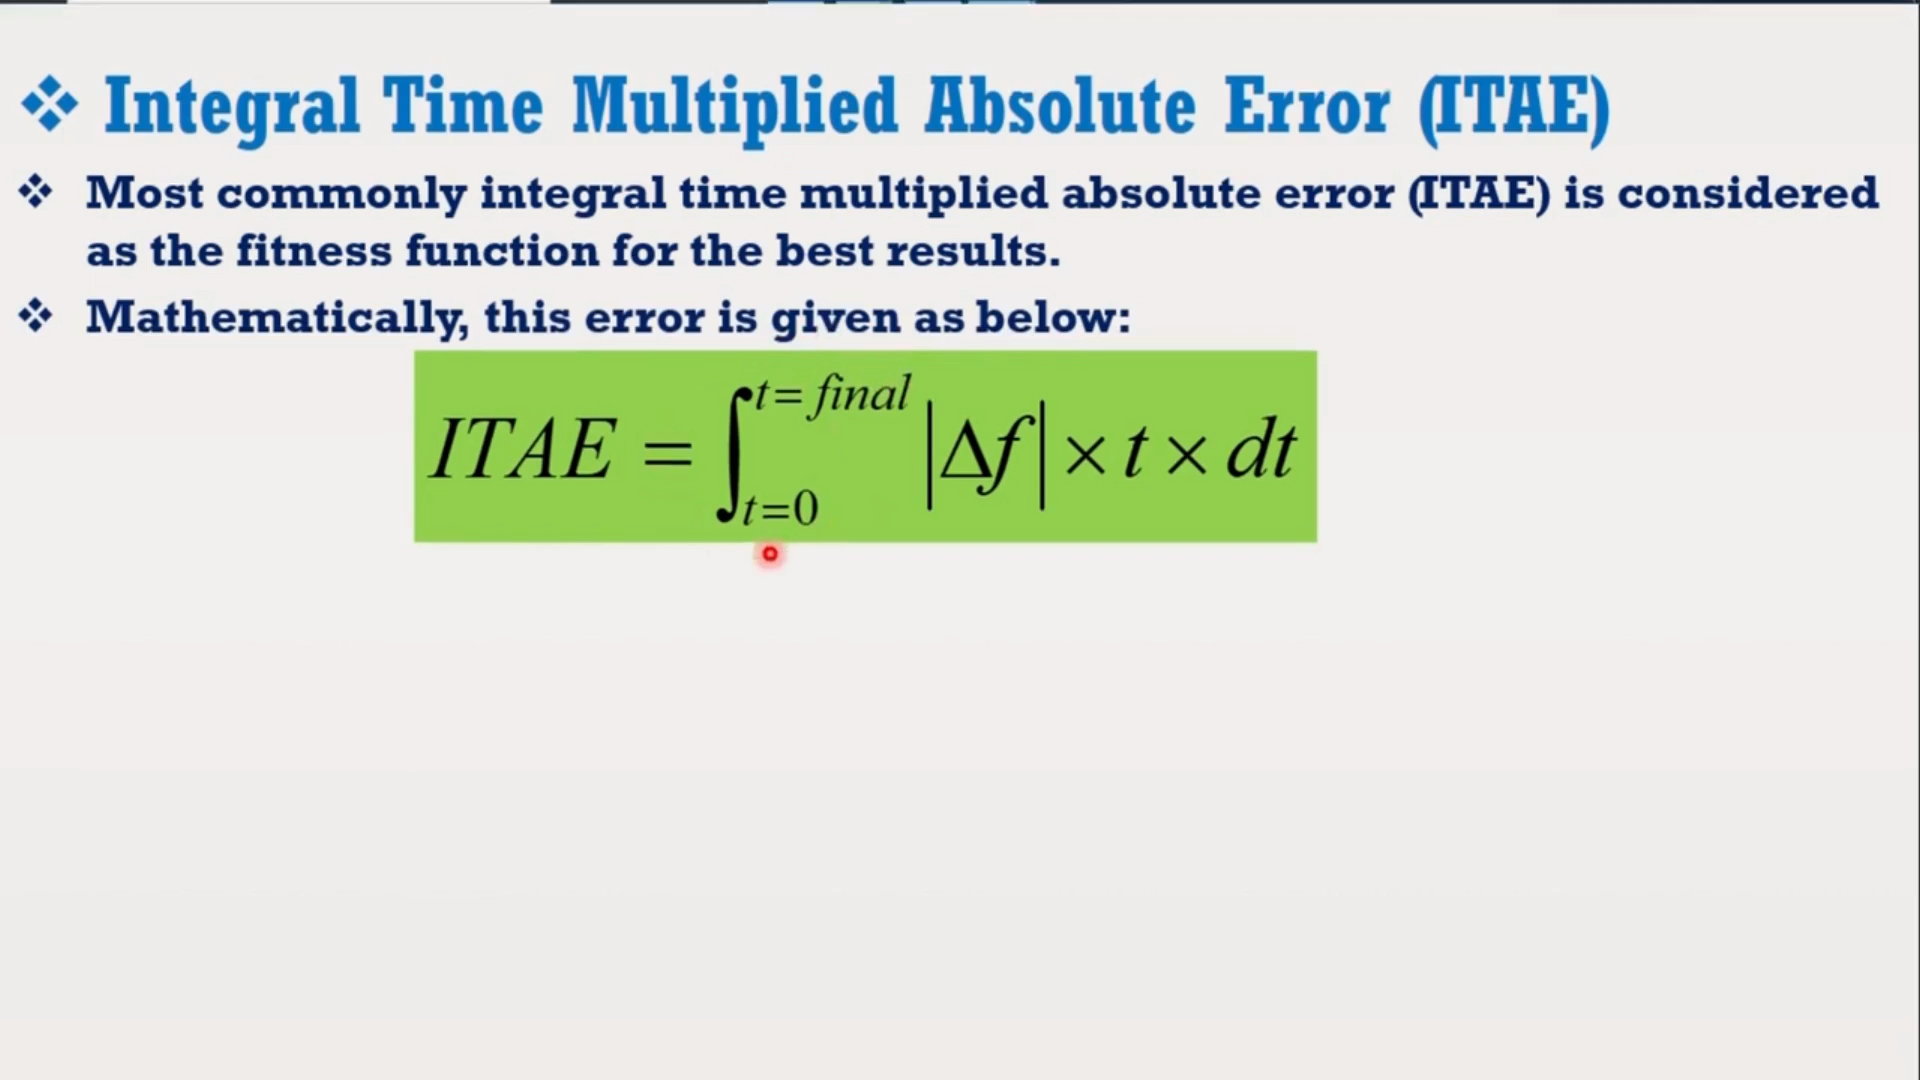 ❖ Integral Time Multiplied Absolute Error (ITAE)
❖ Most commonly integral time multiplied absolute error (ITAE) is considered
as the fitness function for the best results.
❖ Mathematically, this error is given as below:
ITAE = ∫_{t=0}^{t=final} |Δf| × t × dt